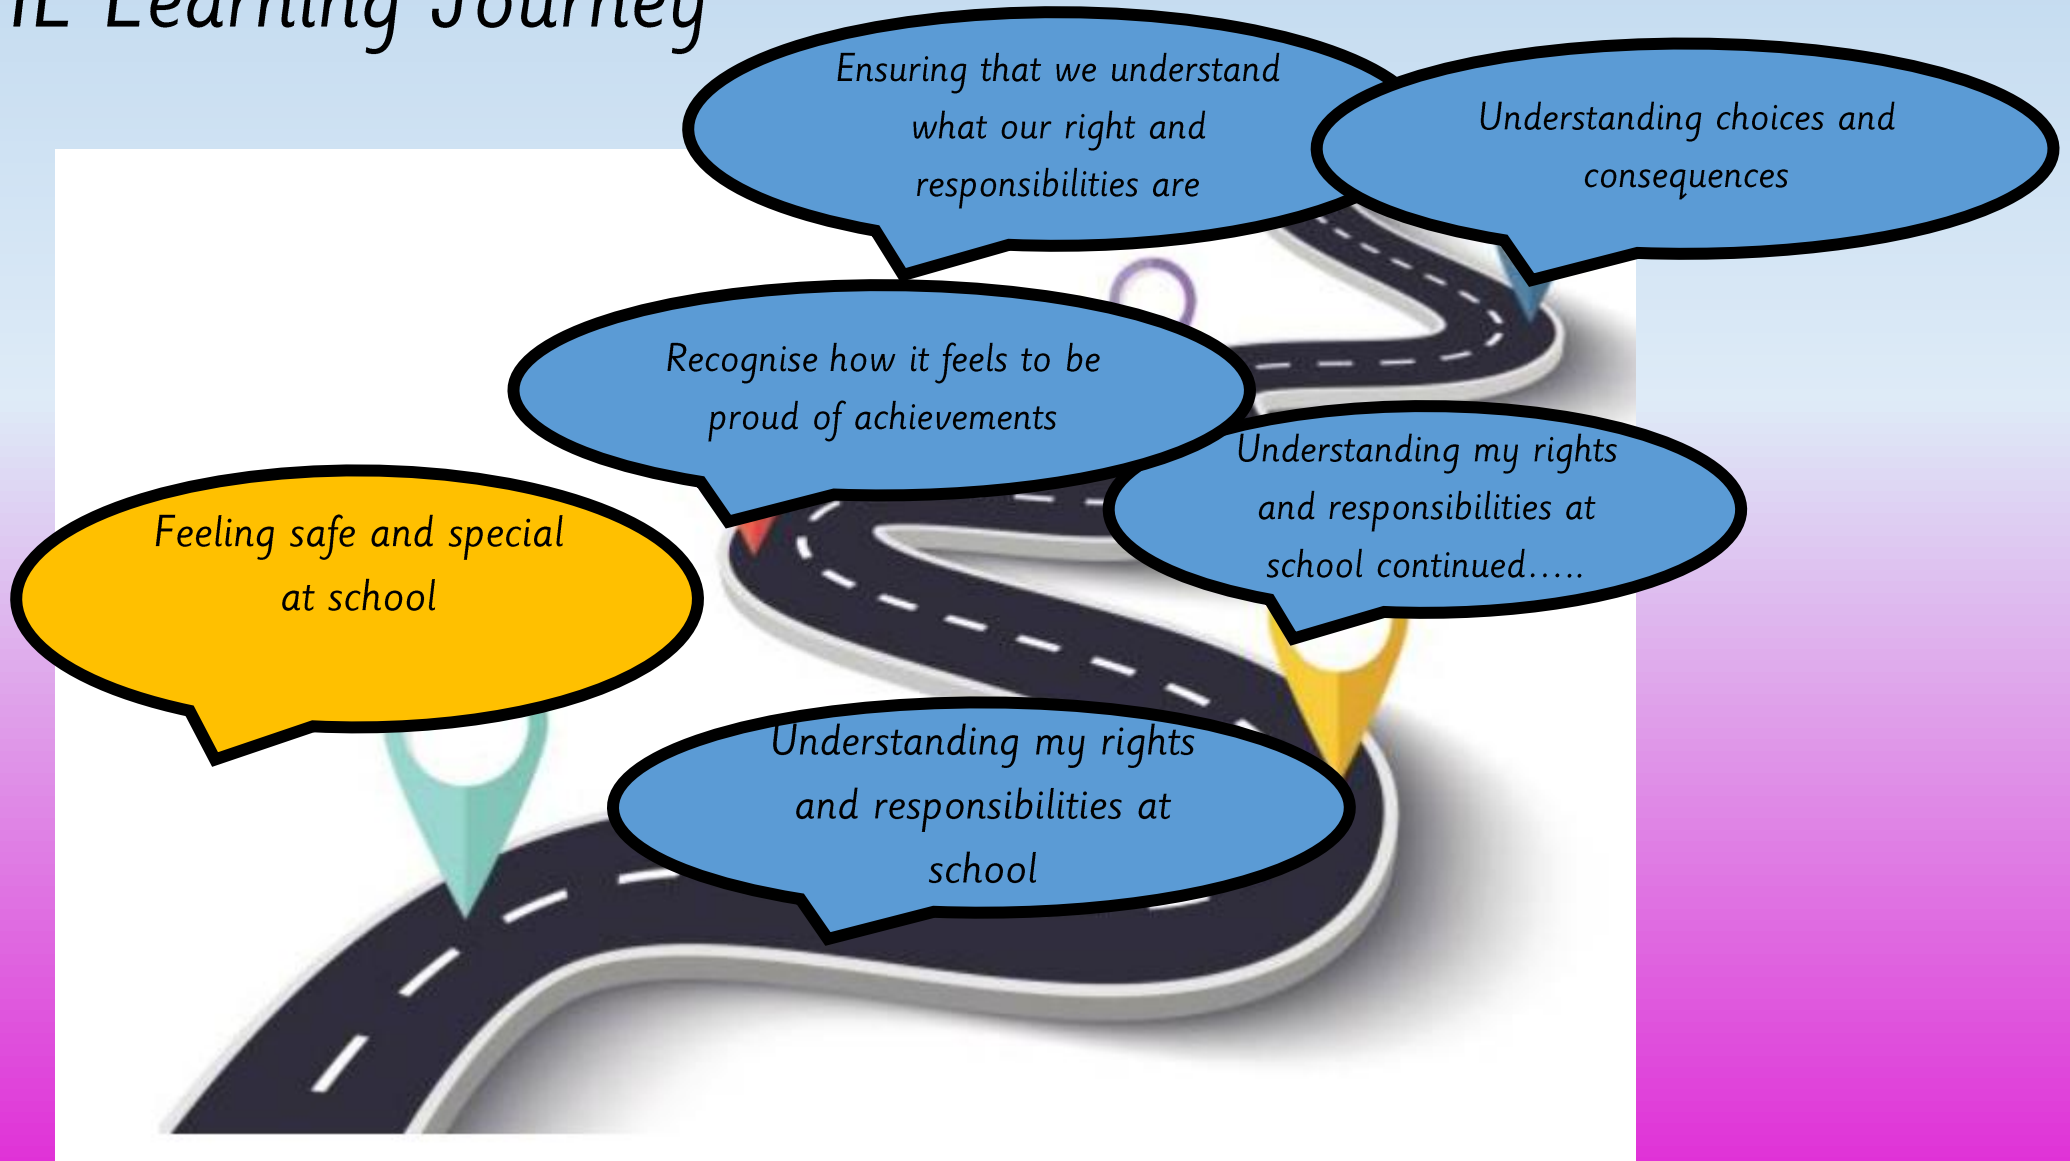 Learning Journey
Ensuring that we understand
what our right and
responsibilities are
Understanding choices and
consequences
Recognise how it feels to be
proud of achievements
Understanding my rights
and responsibilities at
school continued.....
Feeling safe and special
at school
Understanding my rights
and responsibilities at
school